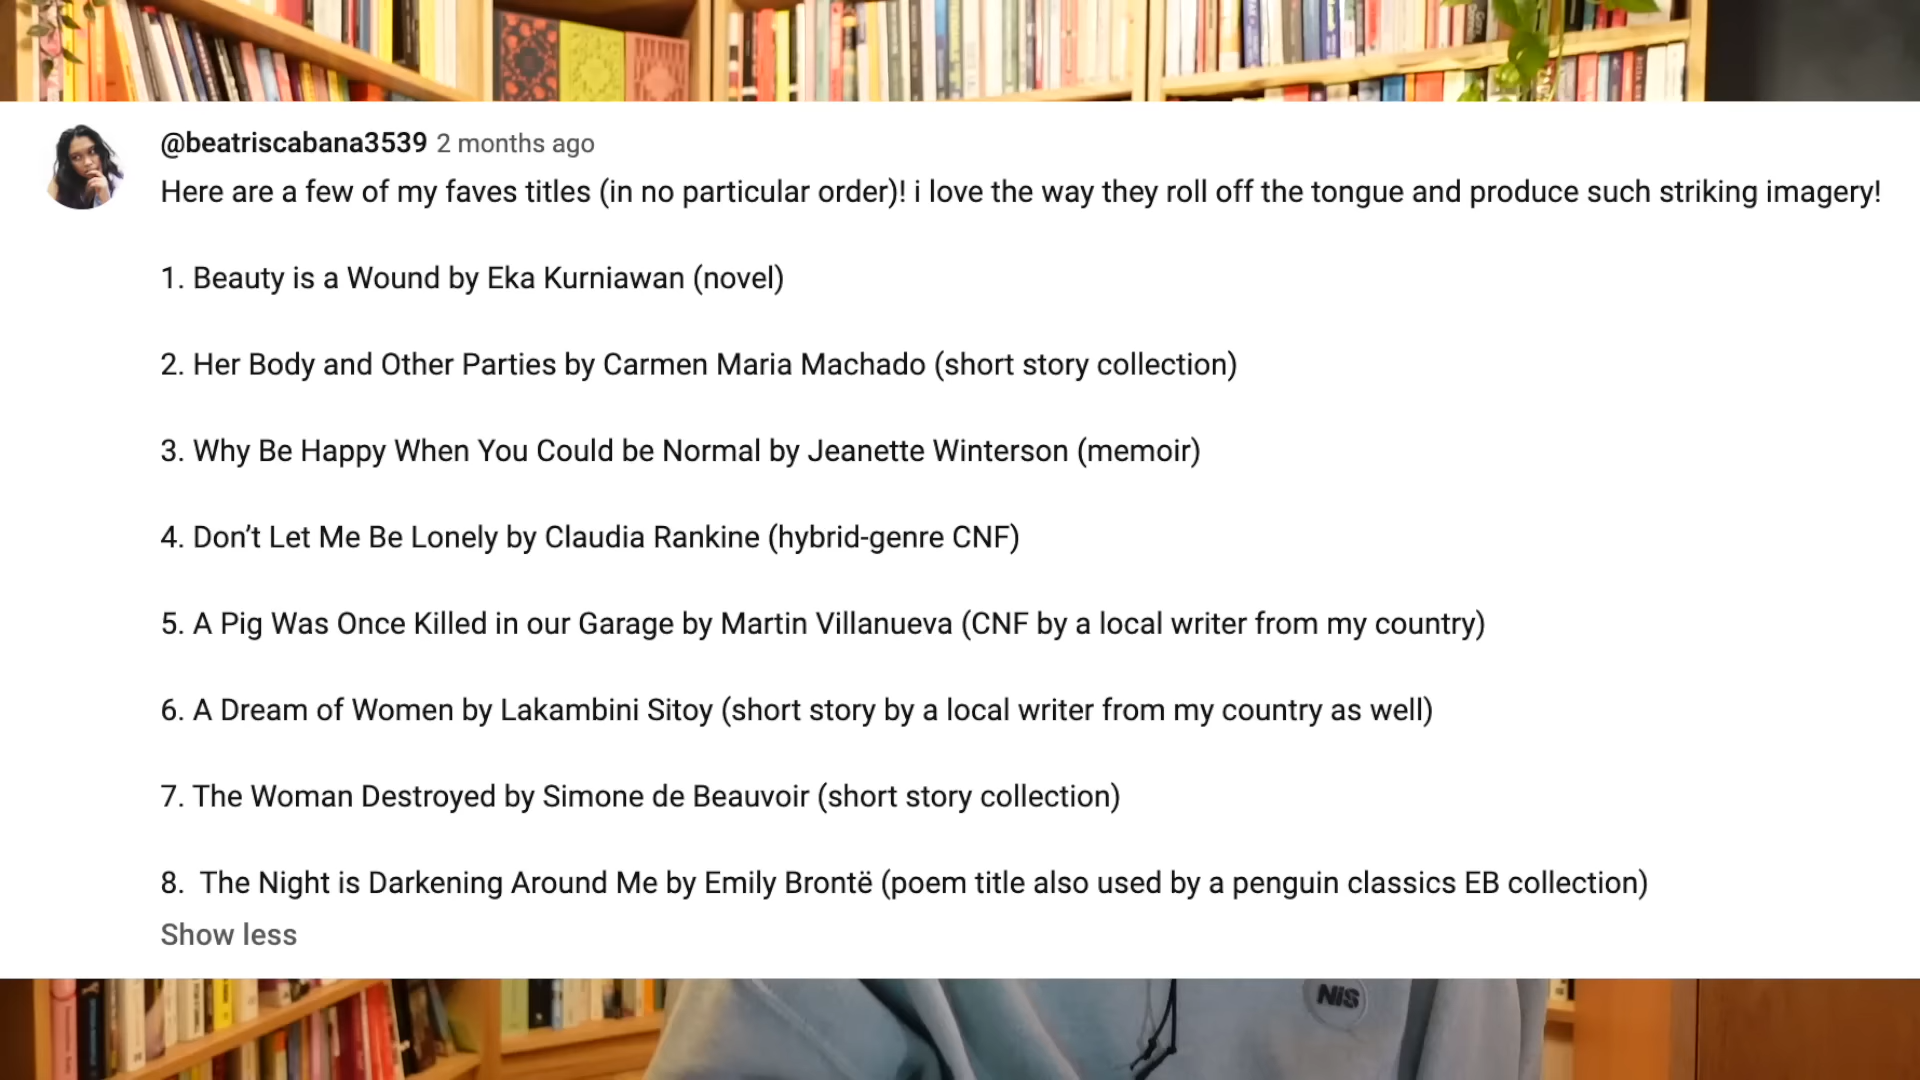 @beatriscabana3539 2 months ago
Here are a few of my faves titles (in no particular order)! i love the way they roll off the tongue and produce such striking imagery!
1. Beauty is a Wound by Eka Kurniawan (novel)
2. Her Body and Other Parties by Carmen Maria Machado (short story collection)
3. Why Be Happy When You Could be Normal by Jeanette Winterson (memoir)
4. Don’t Let Me Be Lonely by Claudia Rankine (hybrid-genre CNF)
5. A Pig Was Once Killed in our Garage by Martin Villanueva (CNF by a local writer from my country)
6. A Dream of Women by Lakambini Sitoy (short story by a local writer from my country as well)
7. The Woman Destroyed by Simone de Beauvoir (short story collection)
8. The Night is Darkening Around Me by Emily Brontë (poem title also used by a penguin classics EB collection)
Show less
NiS